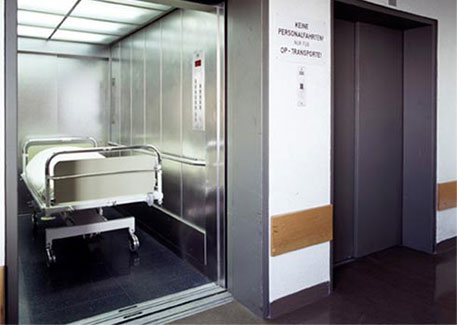 KEINE
PERSONALFAHRTEN!
NUR FÜR
OP-TRANSPORTE!